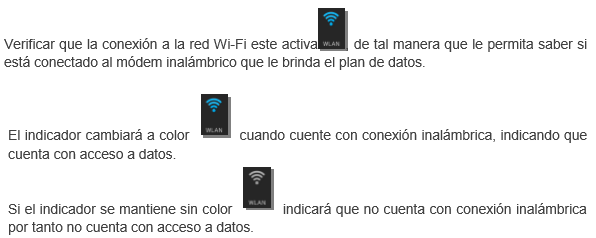 Verificar que la conexión a la red Wi-Fi este activa WLAN de tal manera que le permita saber si
está conectado al módem inalámbrico que le brinda el plan de datos.
El indicador cambiará a color WLAN cuando cuente con conexión inalámbrica, indicando que
cuenta con acceso a datos.
Si el indicador se mantiene sin color WLAN indicará que no cuenta con conexión inalámbrica
por tanto no cuenta con acceso a datos.